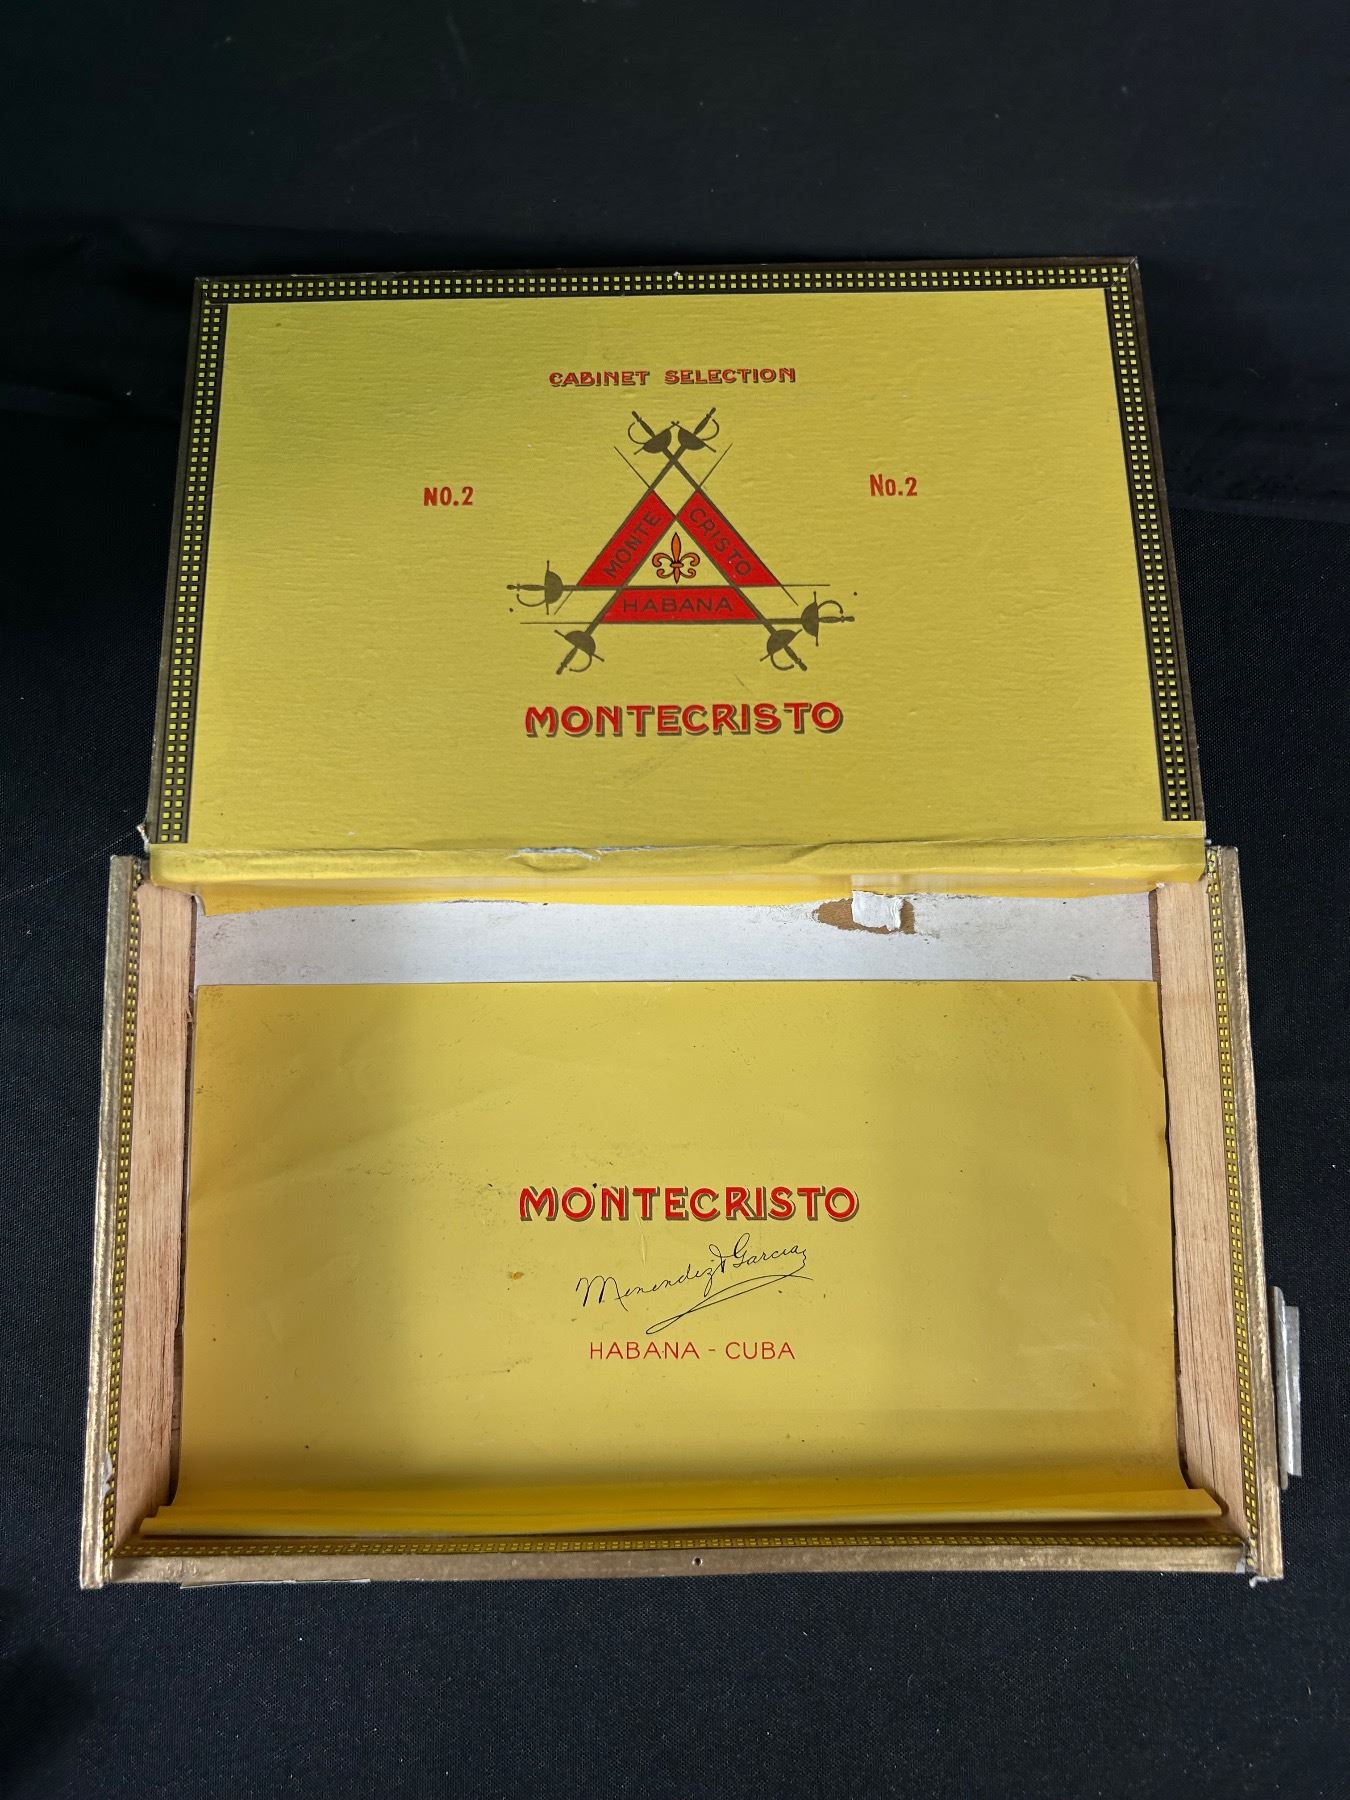 CABINET SELECTION
NO.2
No.2
MONTE
CRISTO
HABANA
MONTECRISTO
MONTECRISTO
Menendez & Garcia
HABANA - CUBA